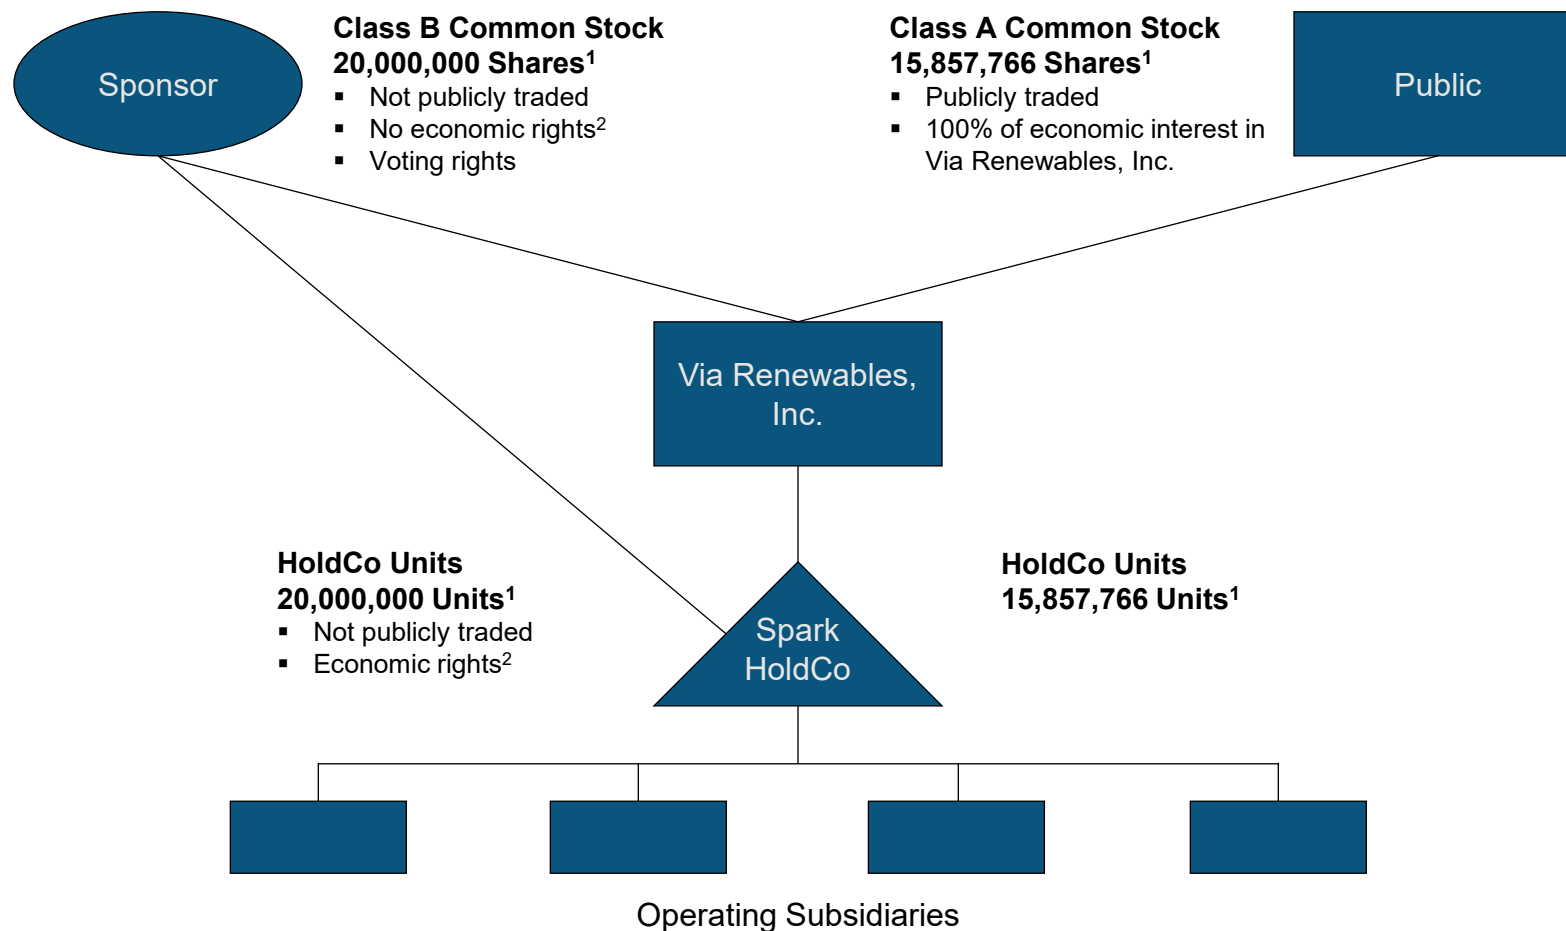 Sponsor
Class B Common Stock
20,000,000 Shares¹
▪ Not publicly traded
▪ No economic rights²
▪ Voting rights
Class A Common Stock
15,857,766 Shares¹
▪ Publicly traded
▪ 100% of economic interest in
Via Renewables, Inc.
Public
Via Renewables,
Inc.
HoldCo Units
20,000,000 Units¹
▪ Not publicly traded
▪ Economic rights²
Spark
HoldCo
HoldCo Units
15,857,766 Units¹
Operating Subsidiaries